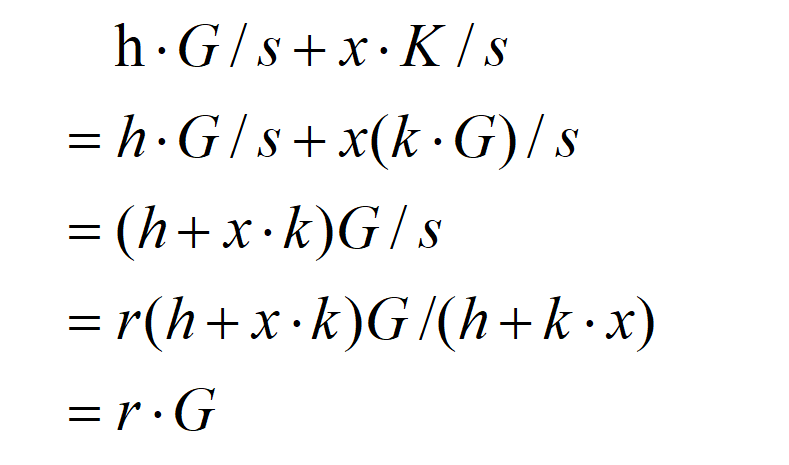 h·G/s+x·K/s
=h·G/s+x(k·G)/s
=(h+x·k)G/s
=r(h+x·k)G/(h+k·x)
=r·G